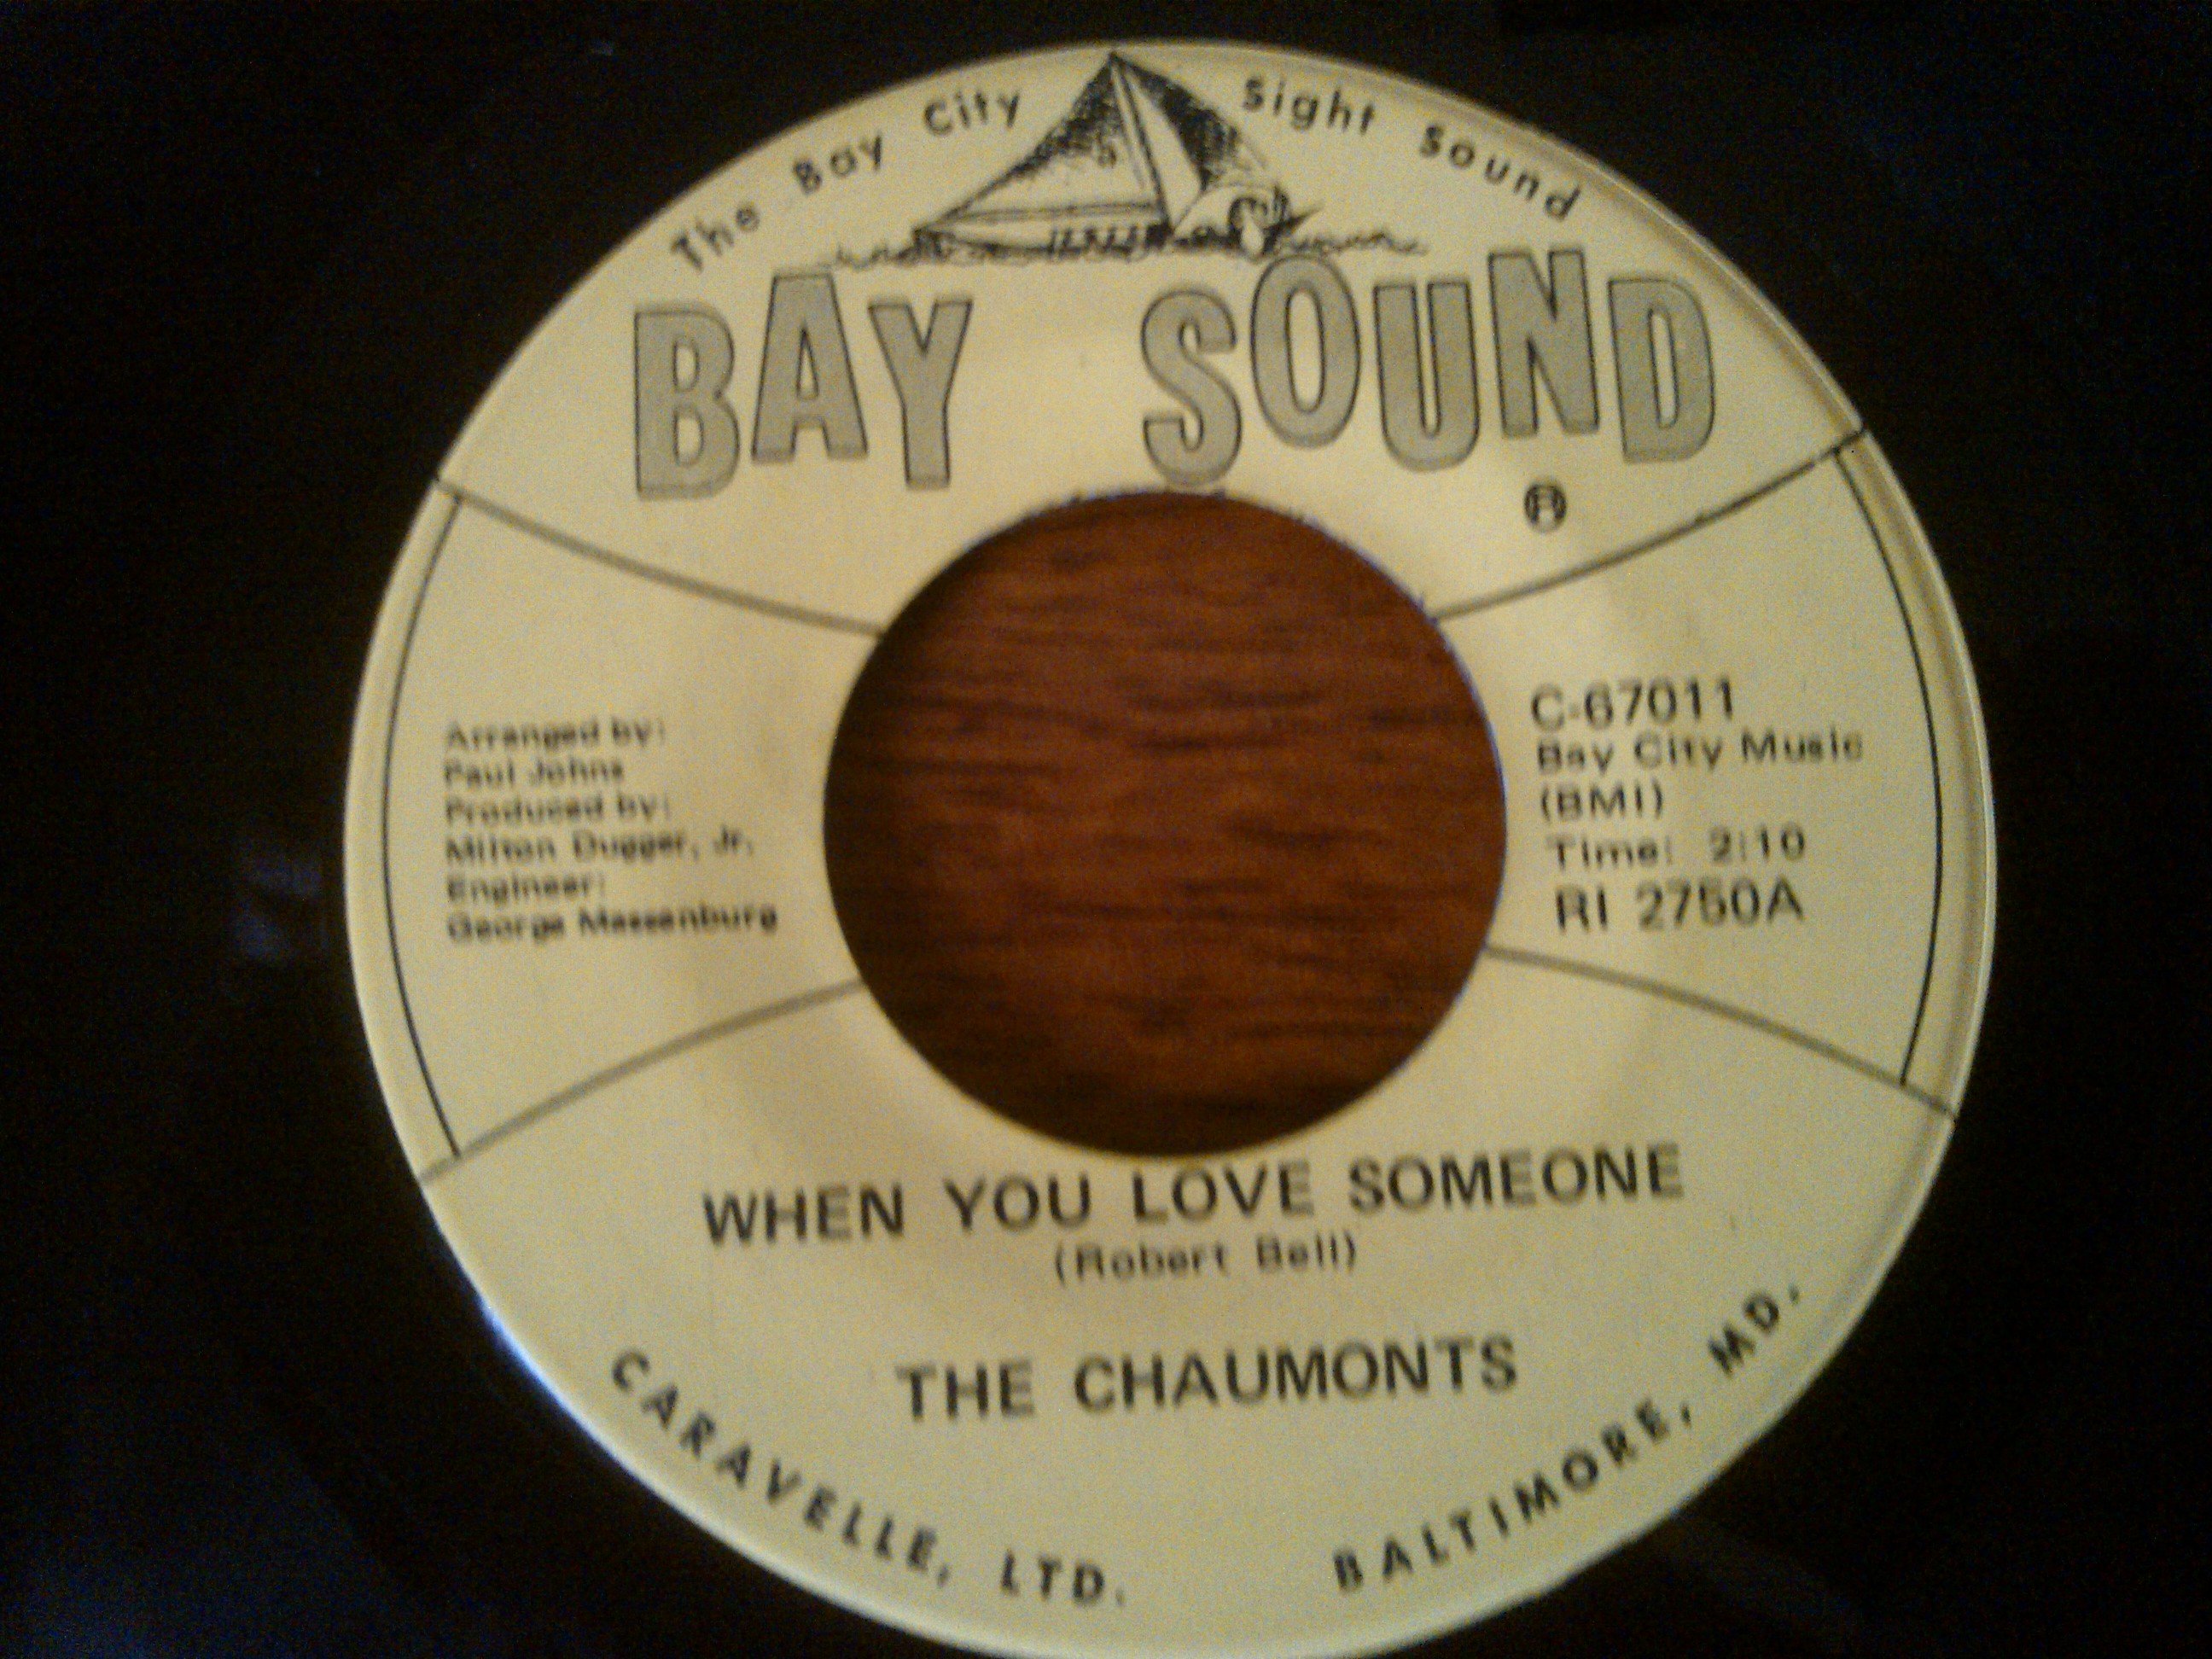 The Bay City Sight Sound
BAY SOUND
®
Arranged by:
Paul Johns
Produced by:
Milton Dugger, Jr.
Engineer:
George Massenburg
C-67011
Bay City Music
(BMI)
Time: 2:10
RI 2750A
WHEN YOU LOVE SOMEONE
(Robert Bell)
THE CHAUMONTS
CARAVELLE, LTD. BALTIMORE, MD.